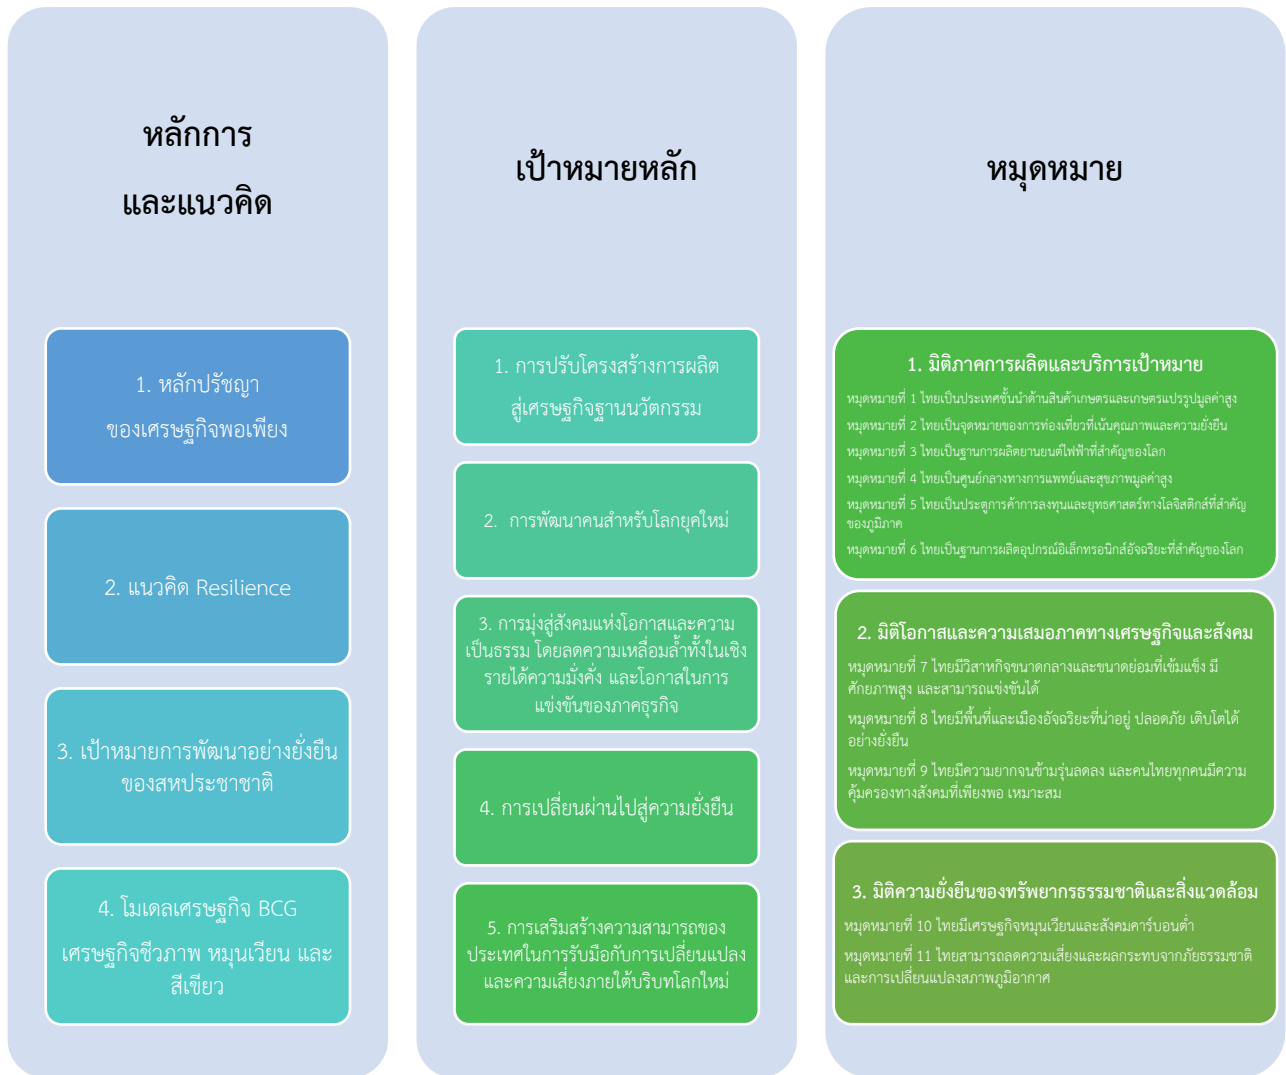 หลักการ
และแนวคิด
1. หลักปรัชญา
ของเศรษฐกิจพอเพียง
2. แนวคิด Resilience
3. เป้าหมายการพัฒนาอย่างยั่งยืน
ของสหประชาชาติ
4. โมเดลเศรษฐกิจ BCG
เศรษฐกิจชีวภาพ หมุนเวียน และ
สีเขียว
เป้าหมายหลัก
1. การปรับโครงสร้างการผลิต
สู่เศรษฐกิจฐานนวัตกรรม
2. การพัฒนาคนสำหรับโลกยุคใหม่
3. การมุ่งสู่สังคมแห่งโอกาสและความ
เป็นธรรม โดยลดความเหลื่อมล้ำทั้งในเชิง
รายได้ความมั่งคั่ง และโอกาสในการ
แข่งขันของภาคธุรกิจ
4. การเปลี่ยนผ่านไปสู่ความยั่งยืน
5. การเสริมสร้างความสามารถของ
ประเทศในการรับมือกับการเปลี่ยนแปลง
และความเสี่ยงภายใต้บริบทโลกใหม่
หมุดหมาย
1. มิติภาคการผลิตและบริการเป้าหมาย
หมุดหมายที่ 1 ไทยเป็นประเทศชั้นนำด้านสินค้าเกษตรและเกษตรแปรรูปมูลค่าสูง
หมุดหมายที่ 2 ไทยเป็นจุดหมายของการท่องเที่ยวที่เน้นคุณภาพและความยั่งยืน
หมุดหมายที่ 3 ไทยเป็นฐานการผลิตยานยนต์ไฟฟ้าที่สำคัญของโลก
หมุดหมายที่ 4 ไทยเป็นศูนย์กลางทางการแพทย์และสุขภาพมูลค่าสูง
หมุดหมายที่ 5 ไทยเป็นประตูการค้าการลงทุนและยุทธศาสตร์ทางโลจิสติกส์ที่สำคัญ
ของภูมิภาค
หมุดหมายที่ 6 ไทยเป็นฐานการผลิตอุปกรณ์อิเล็กทรอนิกส์อัจฉริยะที่สำคัญของโลก
2. มิติโอกาสและความเสมอภาคทางเศรษฐกิจและสังคม
หมุดหมายที่ 7 ไทยมีวิสาหกิจขนาดกลางและขนาดย่อมที่เข้มแข็ง มี
ศักยภาพสูง และสามารถแข่งขันได้
หมุดหมายที่ 8 ไทยมีพื้นที่และเมืองอัจฉริยะที่น่าอยู่ ปลอดภัย เติบโตได้
อย่างยั่งยืน
หมุดหมายที่ 9 ไทยมีความยากจนข้ามรุ่นลดลง และคนไทยทุกคนมีความ
คุ้มครองทางสังคมที่เพียงพอ เหมาะสม
3. มิติความยั่งยืนของทรัพยากรธรรมชาติและสิ่งแวดล้อม
หมุดหมายที่ 10 ไทยมีเศรษฐกิจหมุนเวียนและสังคมคาร์บอนต่ำ
หมุดหมายที่ 11 ไทยสามารถลดความเสี่ยงและผลกระทบจากภัยธรรมชาติ
และการเปลี่ยนแปลงสภาพภูมิอากาศ